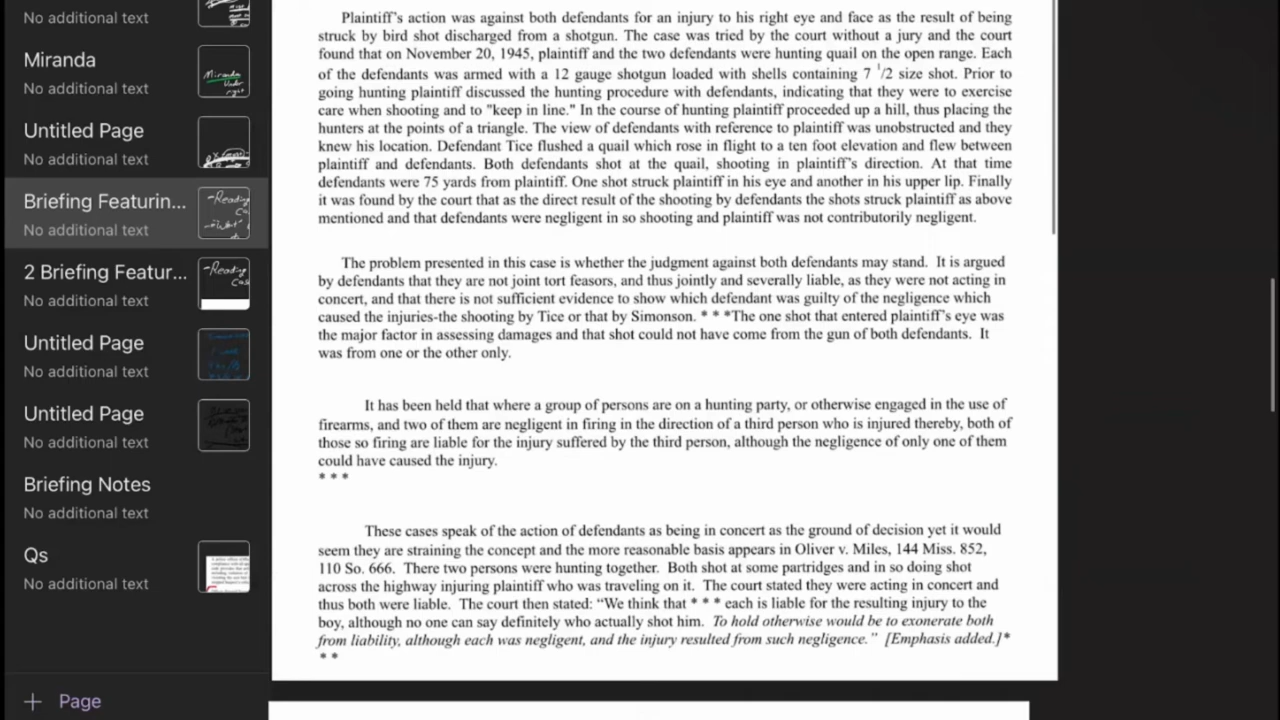 Miranda
No additional text
Untitled Page
No additional text
Briefing Featurin...
No additional text
2 Briefing Featur...
No additional text
Untitled Page
No additional text
Untitled Page
No additional text
Briefing Notes
No additional text
Qs
No additional text
+ Page
Plaintiff's action was against both defendants for an injury to his right eye and face as the result of being
struck by bird shot discharged from a shotgun. The case was tried by the court without a jury and the court
found that on November 20, 1945, plaintiff and the two defendants were hunting quail on the open range. Each
of the defendants was armed with a 12 gauge shotgun loaded with shells containing 7 1/2 size shot. Prior to
going hunting plaintiff discussed the hunting procedure with defendants, indicating that they were to exercise
care when shooting and to "keep in line." In the course of hunting plaintiff proceeded up a hill, thus placing the
hunters at the points of a triangle. The view of defendants with reference to plaintiff was unobstructed and they
knew his location. Defendant Tice flushed a quail which rose in flight to a ten foot elevation and flew between
plaintiff and defendants. Both defendants shot at the quail, shooting in plaintiff's direction. At that time
defendants were 75 yards from plaintiff. One shot struck plaintiff in his eye and another in his upper lip. Finally
it was found by the court that as the direct result of the shooting by defendants the shots struck plaintiff as above
mentioned and that defendants were negligent in so shooting and plaintiff was not contributorily negligent.
The problem presented in this case is whether the judgment against both defendants may stand. It is argued
by defendants that they are not joint tort feasors, and thus jointly and severally liable, as they were not acting in
concert, and that there is not sufficient evidence to show which defendant was guilty of the negligence which
caused the injuries-the shooting by Tice or that by Simonson. * * *The one shot that entered plaintiff's eye was
the major factor in assessing damages and that shot could not have come from the gun of both defendants. It
was from one or the other only.
It has been held that where a group of persons are on a hunting party, or otherwise engaged in the use of
firearms, and two of them are negligent in firing in the direction of a third person who is injured thereby, both of
those so firing are liable for the injury suffered by the third person, although the negligence of only one of them
could have caused the injury.
* * *
These cases speak of the action of defendants as being in concert as the ground of decision yet it would
seem they are straining the concept and the more reasonable basis appears in Oliver v. Miles, 144 Miss. 852,
110 So. 666. There two persons were hunting together. Both shot at some partridges and in so doing shot
across the highway injuring plaintiff who was traveling on it. The court stated they were acting in concert and
thus both were liable. The court then stated: "We think that * * * each is liable for the resulting injury to the
boy, although no one can say definitely who actually shot him. To hold otherwise would be to exonerate both
from liability, although each was negligent, and the injury resulted from such negligence." [Emphasis added.]*
* *